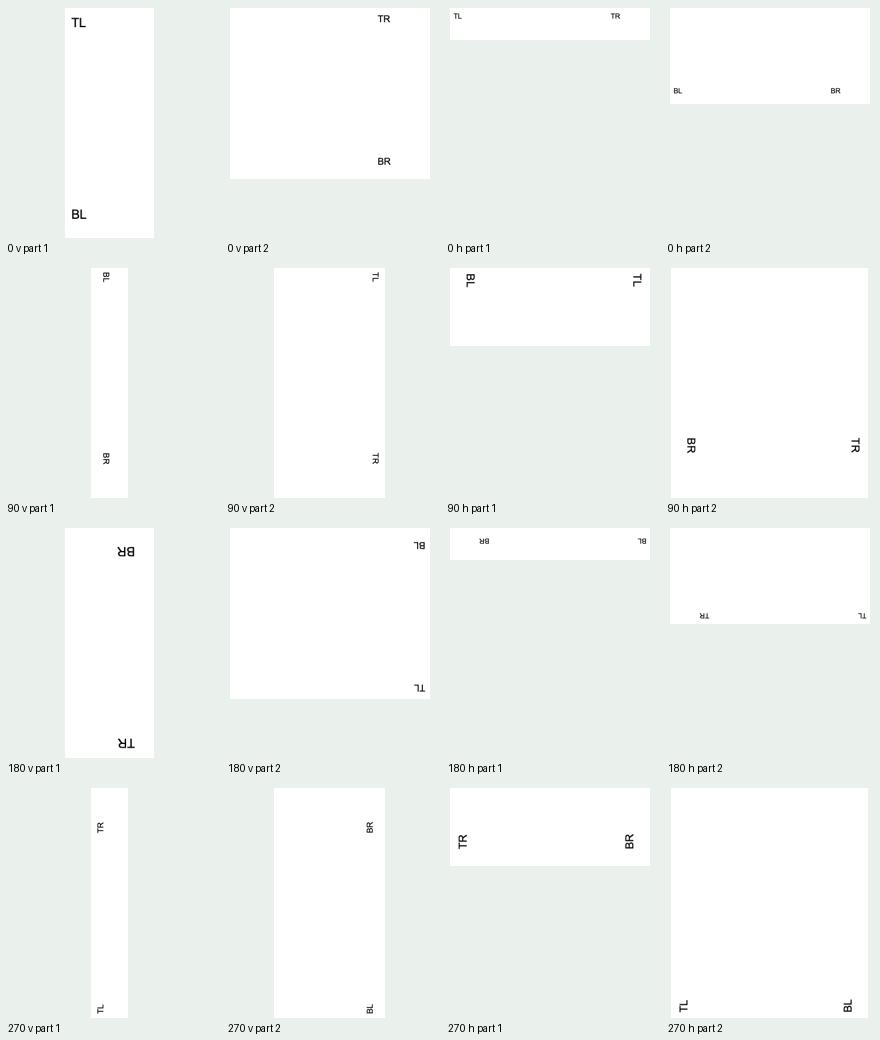 TL
BL
0 v part 1
TR
BR
0 v part 2
TL TR
0 h part 1
BL BR
0 h part 2
BL
BR
90 v part 1
TL
TR
90 v part 2
BL TL
90 h part 1
BR TR
90 h part 2
BR
TR
180 v part 1
BL
TL
180 v part 2
BR BL
180 h part 1
TR TL
180 h part 2
TR
TL
270 v part 1
BR
BL
270 v part 2
TR BR
270 h part 1
TL BL
270 h part 2